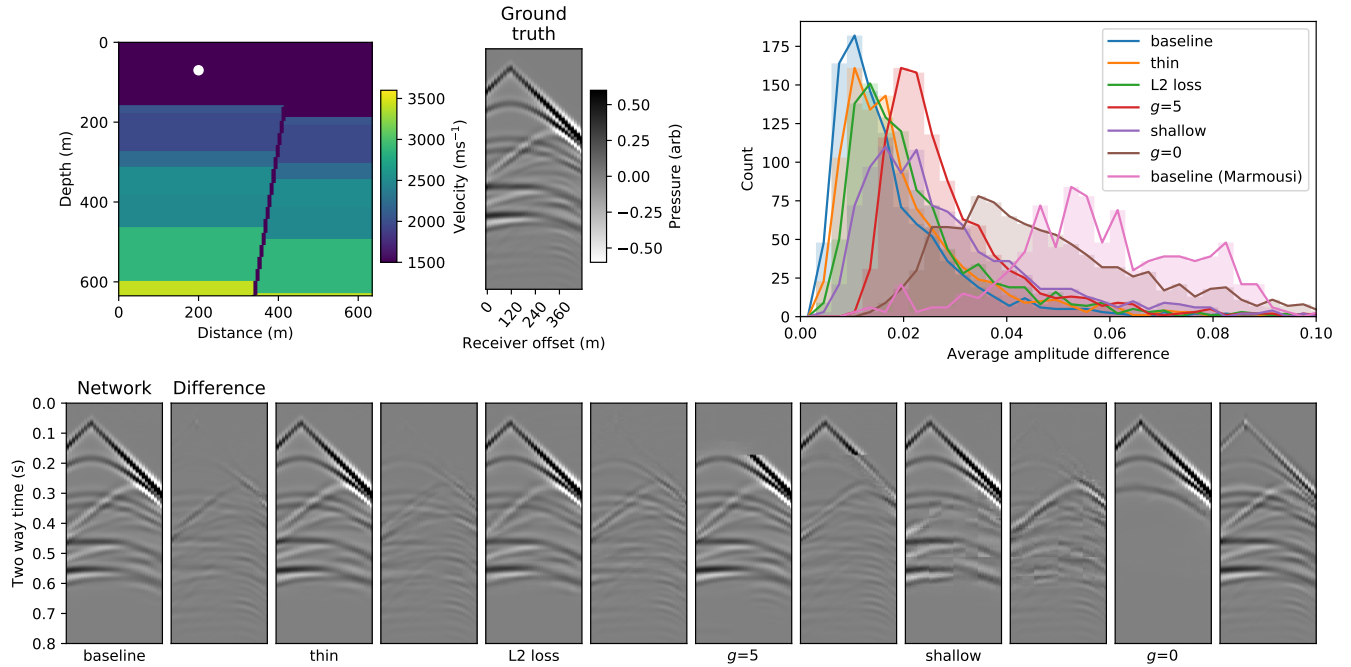 0
200
400
600
Depth (m)
0
200
400
600
Distance (m)
3500
3000
2500
2000
1500
Velocity (ms⁻¹)
Ground
truth
0
120
240
360
Receiver offset (m)
0.50
0.25
0.00
−0.25
−0.50
Pressure (arb)
175
150
125
100
75
50
25
0
Count
0.00
0.02
0.04
0.06
0.08
0.10
Average amplitude difference
baseline
thin
L2 loss
g=5
shallow
g=0
baseline (Marmousi)
Network
Difference
0.0
0.1
0.2
0.3
0.4
0.5
0.6
0.7
0.8
Two way time (s)
baseline
thin
L2 loss
g=5
shallow
g=0